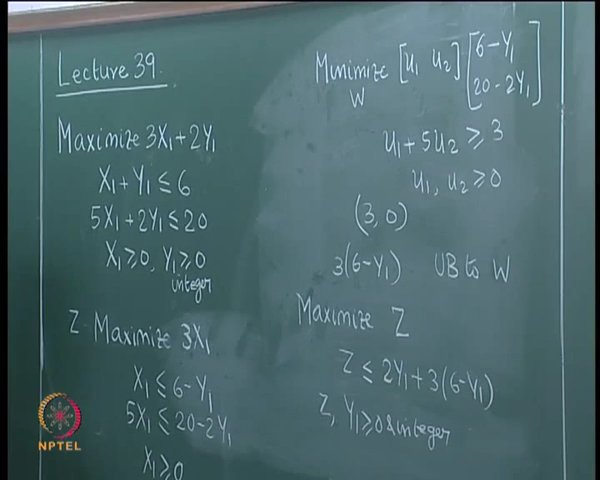 Lecture 39.
Maximize 3X₁+2Y₁
X₁+Y₁ ≤ 6
5X₁+2Y₁ ≤ 20
X₁ ≥ 0, Y₁ ≥ 0
integer
Z Maximize 3X₁
X₁ ≤ 6-Y₁
5X₁ ≤ 20-2Y₁
X₁ ≥ 0
Minimize [u₁ u₂] [6-Y₁
W 20-2Y₁]
u₁+5u₂ ≥ 3
u₁, u₂ ≥ 0
(3, 0)
3(6-Y₁) UB to W
Maximize Z
Z ≤ 2Y₁+3(6-Y₁)
Z, Y₁ ≥ 0 & integer
NPTEL